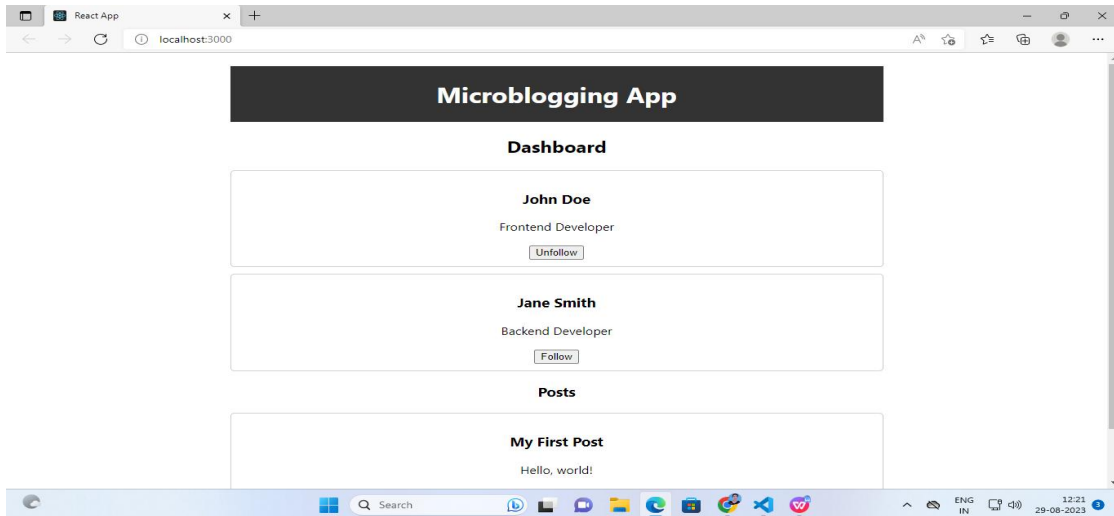 React App
localhost:3000
Microblogging App
Dashboard
John Doe
Frontend Developer
Unfollow
Jane Smith
Backend Developer
Follow
Posts
My First Post
Hello, world!
Search
ENG
IN
12:21
29-08-2023
3